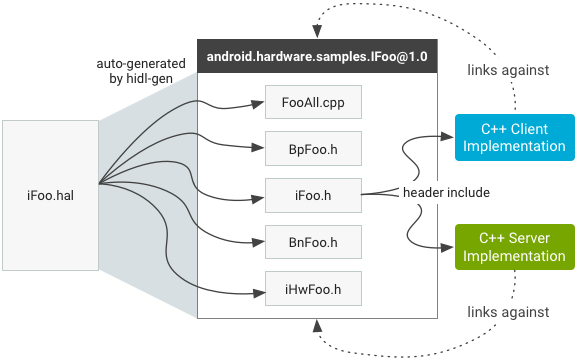 auto-generated
by hidl-gen
android.hardware.samples.IFoo@1.0
links against
FooAll.cpp
C++ Client
Implementation
BpFoo.h
iFoo.hal
iFoo.h
header include
BnFoo.h
C++ Server
Implementation
iHwFoo.h
links against